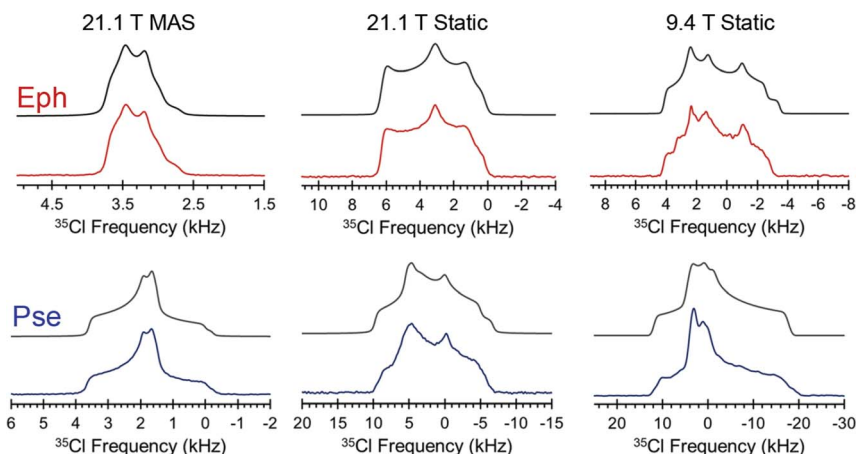 21.1 T MAS 21.1 T Static 9.4 T Static
Eph
4.5 3.5 2.5 1.5 10 8 6 4 2 0 -2 -4 8 6 4 2 0 -2 -4 -6 -8
³⁵Cl Frequency (kHz) ³⁵Cl Frequency (kHz) ³⁵Cl Frequency (kHz)
Pse
6 5 4 3 2 1 0 -1 -2 20 15 10 5 0 -5 -10 -15 20 10 0 -10 -20 -30
³⁵Cl Frequency (kHz) ³⁵Cl Frequency (kHz) ³⁵Cl Frequency (kHz)